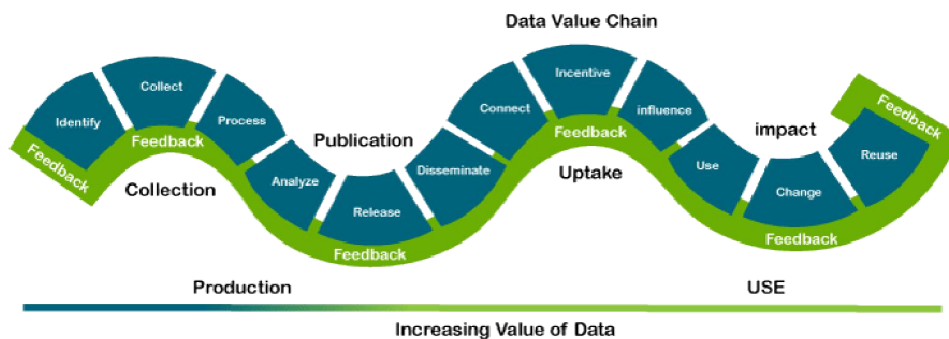 Data Value Chain
Identify
Collect
Process
Analyze
Release
Disseminate
Connect
Incentive
influence
Use
Change
Reuse
Feedback
Feedback
Feedback
Feedback
Feedback
Feedback
Collection
Publication
Uptake
impact
Production
USE
Increasing Value of Data